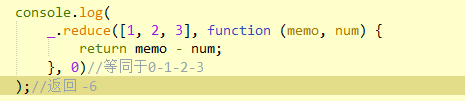 console.log(
_.reduce([1, 2, 3], function (memo, num) {
return memo - num;
}, 0)//等同于0-1-2-3
);//返回 -6